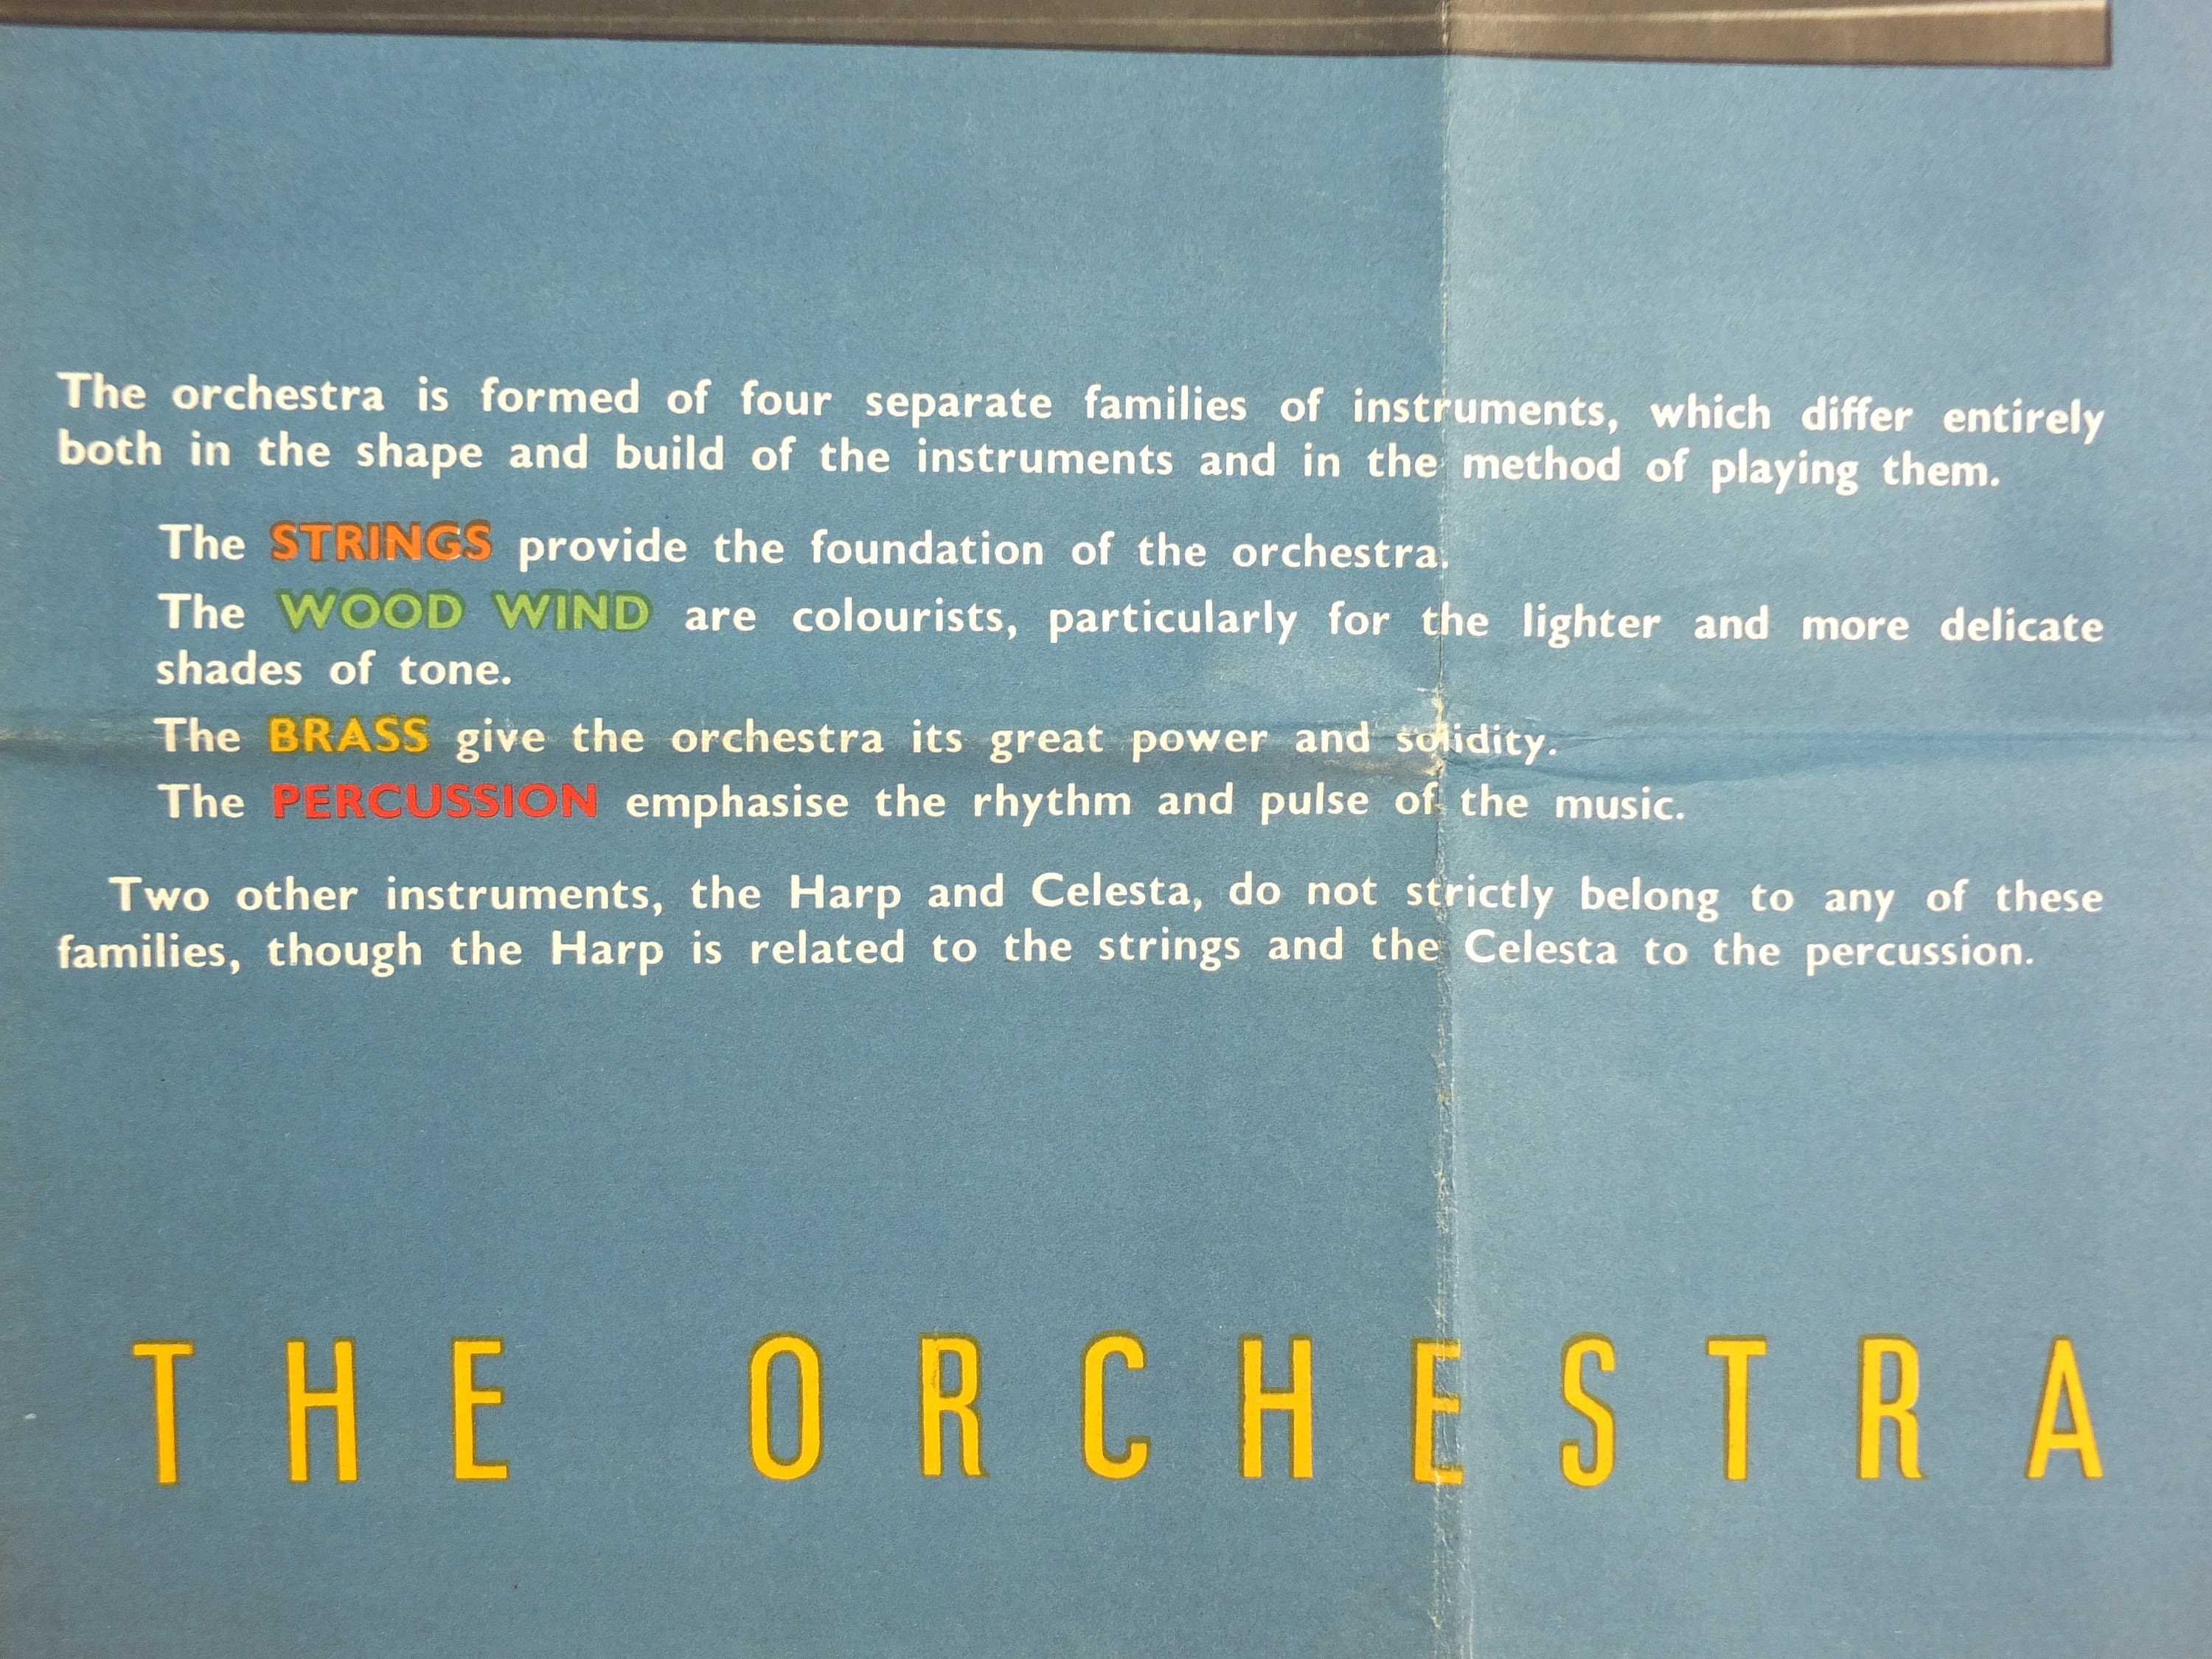 The orchestra is formed of four separate families of instruments, which differ entirely
both in the shape and build of the instruments and in the method of playing them.
The STRINGS provide the foundation of the orchestra.
The WOOD WIND are colourists, particularly for the lighter and more delicate
shades of tone.
The BRASS give the orchestra its great power and solidity.
The PERCUSSION emphasise the rhythm and pulse of the music.
Two other instruments, the Harp and Celesta, do not strictly belong to any of these
families, though the Harp is related to the strings and the Celesta to the percussion.
THE ORCHESTRA